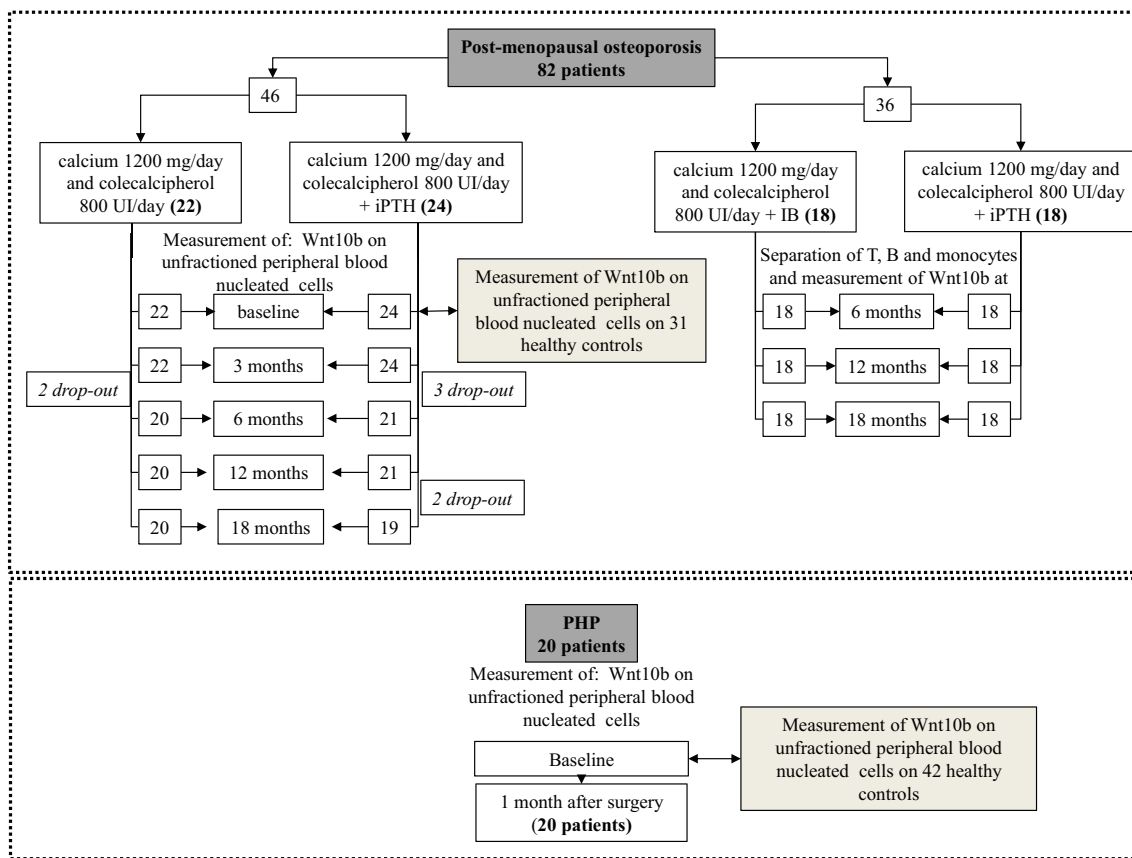 Post-menopausal osteoporosis
82 patients
46
36
calcium 1200 mg/day
and colecalcipherol
800 UI/day (22)
calcium 1200 mg/day and
colecalcipherol 800 UI/day
+ iPTH (24)
calcium 1200 mg/day
and colecalcipherol
800 UI/day + IB (18)
calcium 1200 mg/day and
colecalcipherol 800 UI/day
+ iPTH (18)
Measurement of: Wnt10b on
unfractioned peripheral blood
nucleated cells
Measurement of Wnt10b on
unfractioned peripheral
blood nucleated cells on 31
healthy controls
Separation of T, B and monocytes
and measurement of Wnt10b at
22 baseline 24
22 3 months 24
2 drop-out
3 drop-out
20 6 months 21
20 12 months 21
2 drop-out
20 18 months 19
18 6 months 18
18 12 months 18
18 18 months 18
PHP
20 patients
Measurement of: Wnt10b on
unfractioned peripheral blood
nucleated cells
Baseline
1 month after surgery
(20 patients)
Measurement of Wnt10b on
unfractioned peripheral blood
nucleated cells on 42 healthy
controls